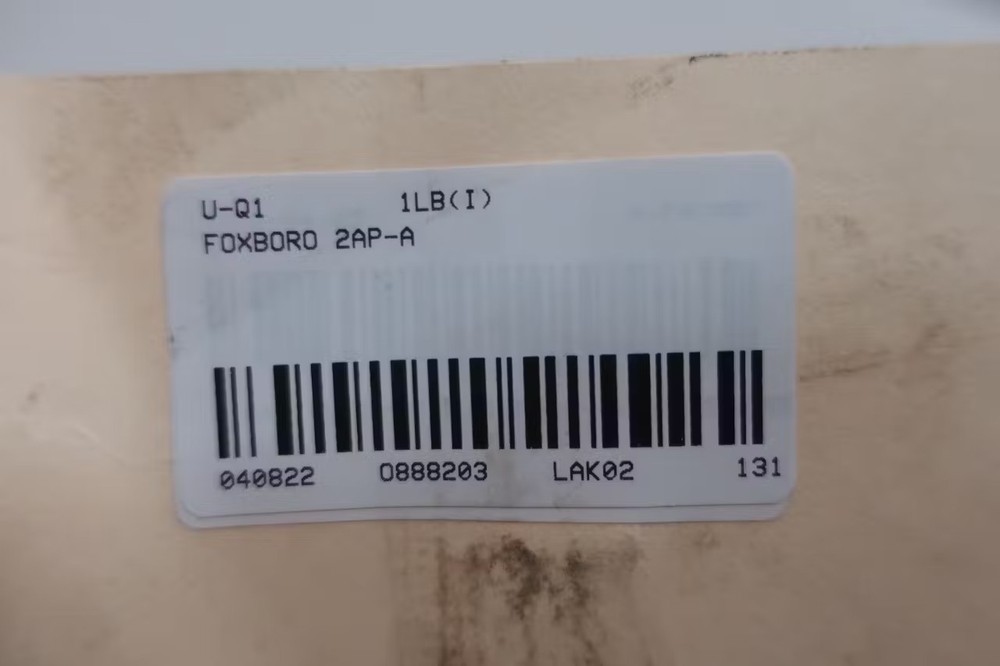 U-Q1 1LB(I)
FOXBORO 2AP-A
040822 0888203 LAK02 131